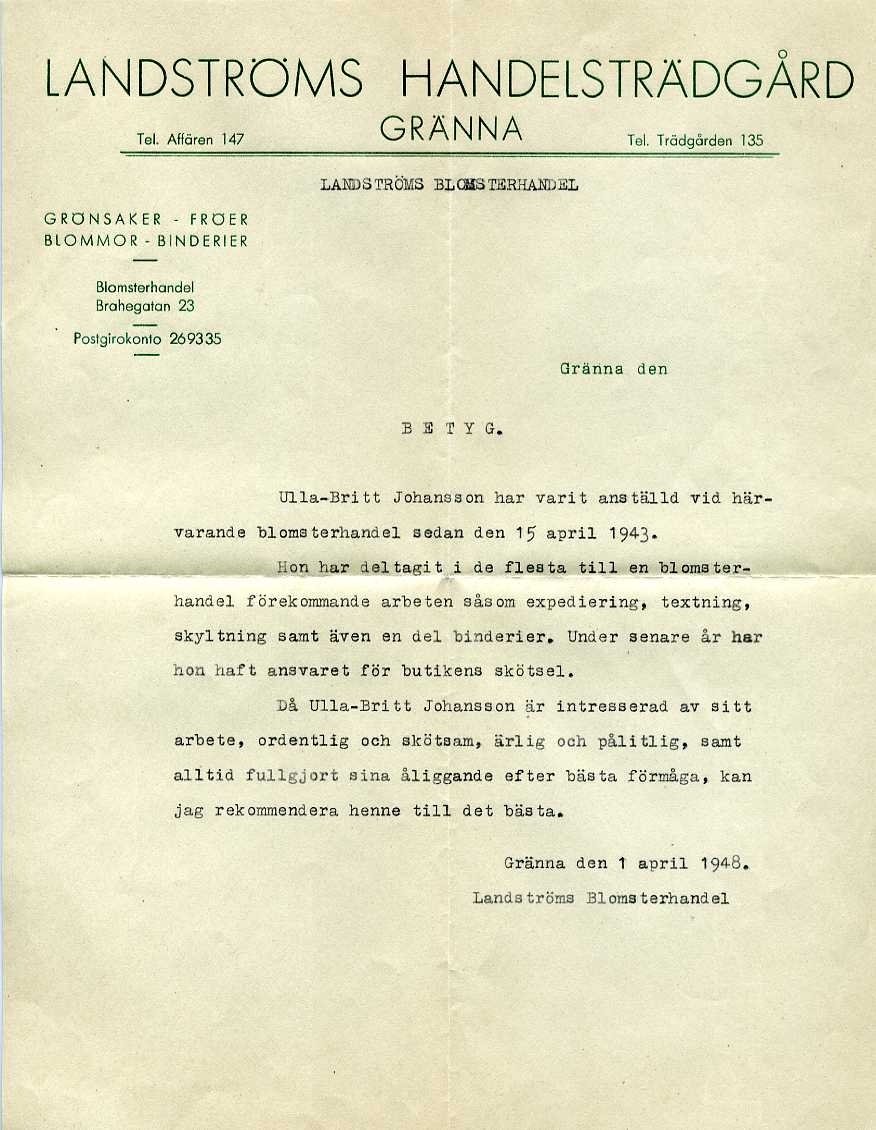 LANDSTRÖMS HANDELSTRÄDGÅRD
Tel. Affären 147 GRÄNNA Tel. Trädgården 135
LANDSTRÖMS BLOMSTERHANDEL
GRÖNSAKER - FRÖER
BLOMMOR - BINDERIER
Blomsterhandel
Brahegatan 23
Postgirokonto 269335
Gränna den
B E T Y G.
Ulla-Britt Johansson har varit anställd vid här-
varande blomsterhandel sedan den 15 april 1943.
Hon har deltagit i de flesta till en blomster-
handel förekommande arbeten såsom expediering, textning,
skyltning samt även en del binderier. Under senare år har
hon haft ansvaret för butikens skötsel.
Då Ulla-Britt Johansson är intresserad av sitt
arbete, ordentlig och skötsam, ärlig och pålitlig, samt
alltid fullgjort sina åliggande efter bästa förmåga, kan
jag rekommendera henne till det bästa.
Gränna den 1 april 1948.
Landströms Blomsterhandel